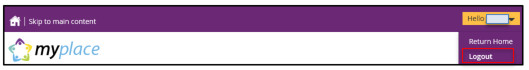 | Skip to main content
Hello
myplace
Return Home
Logout